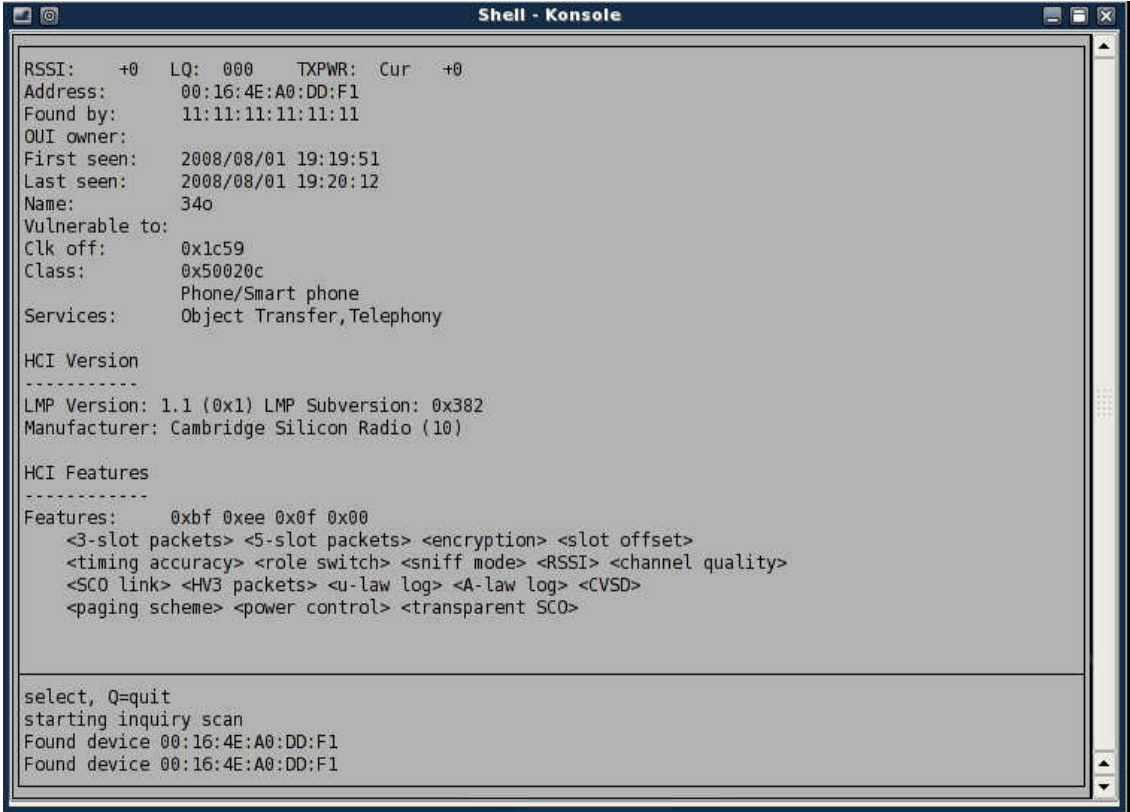 Shell - Konsole
RSSI: +0 LQ: 000 TXPWR: Cur +0
Address: 00:16:4E:A0:DD:F1
Found by: 11:11:11:11:11:11
OUI owner:
First seen: 2008/08/01 19:19:51
Last seen: 2008/08/01 19:20:12
Name: 34o
Vulnerable to:
Clk off: 0x1c59
Class: 0x50020c
Phone/Smart phone
Services: Object Transfer,Telephony
HCI Version
-----------
LMP Version: 1.1 (0x1) LMP Subversion: 0x382
Manufacturer: Cambridge Silicon Radio (10)
HCI Features
------------
Features: 0xbf 0xee 0x0f 0x00
<3-slot packets> <5-slot packets> <encryption> <slot offset>
<timing accuracy> <role switch> <sniff mode> <RSSI> <channel quality>
<SCO link> <HV3 packets> <u-law log> <A-law log> <CVSD>
<paging scheme> <power control> <transparent SCO>
select, Q=quit
starting inquiry scan
Found device 00:16:4E:A0:DD:F1
Found device 00:16:4E:A0:DD:F1